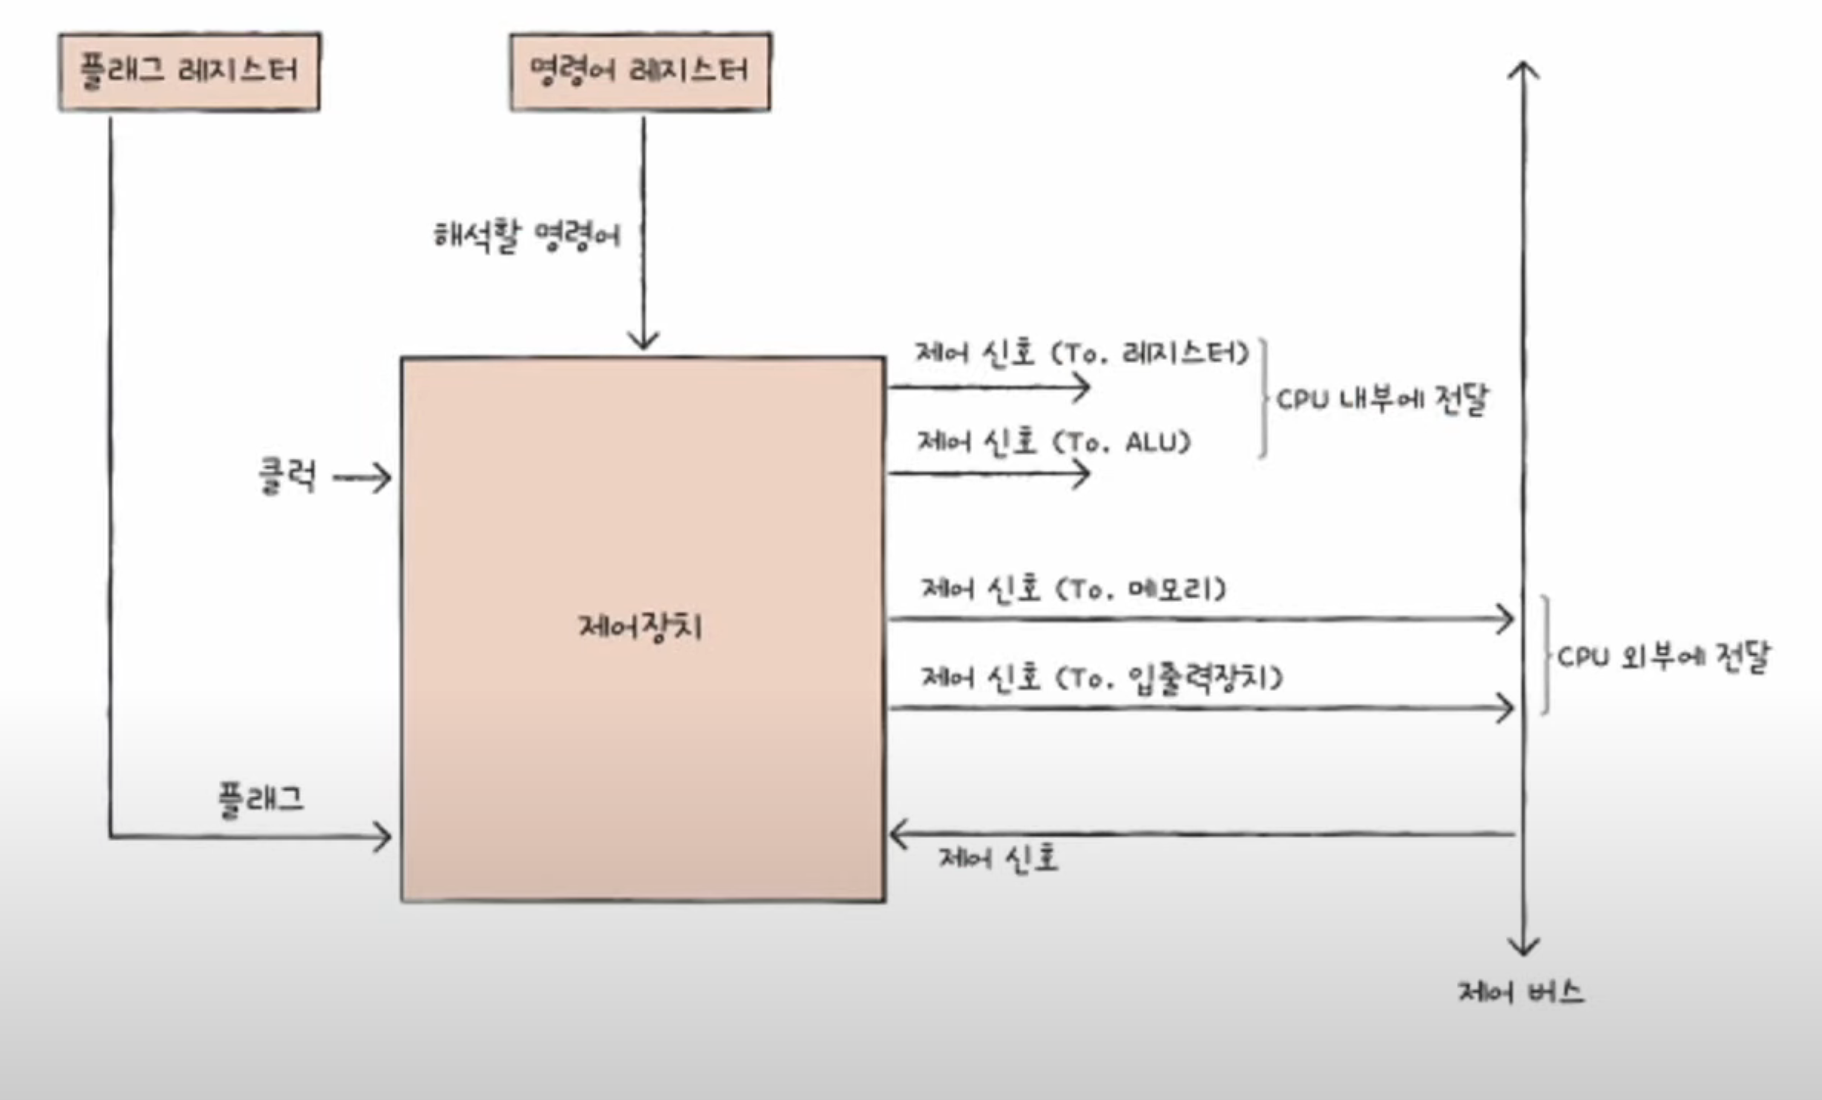 플래그 레지스터
명령어 레지스터
해석할 명령어
제어 신호 (To. 레지스터)
CPU 내부에 전달
제어 신호 (To. ALU)
클럭
제어 신호 (To. 메모리)
제어장치
CPU 외부에 전달
제어 신호 (To. 입출력장치)
플래그
제어 신호
제어 버스